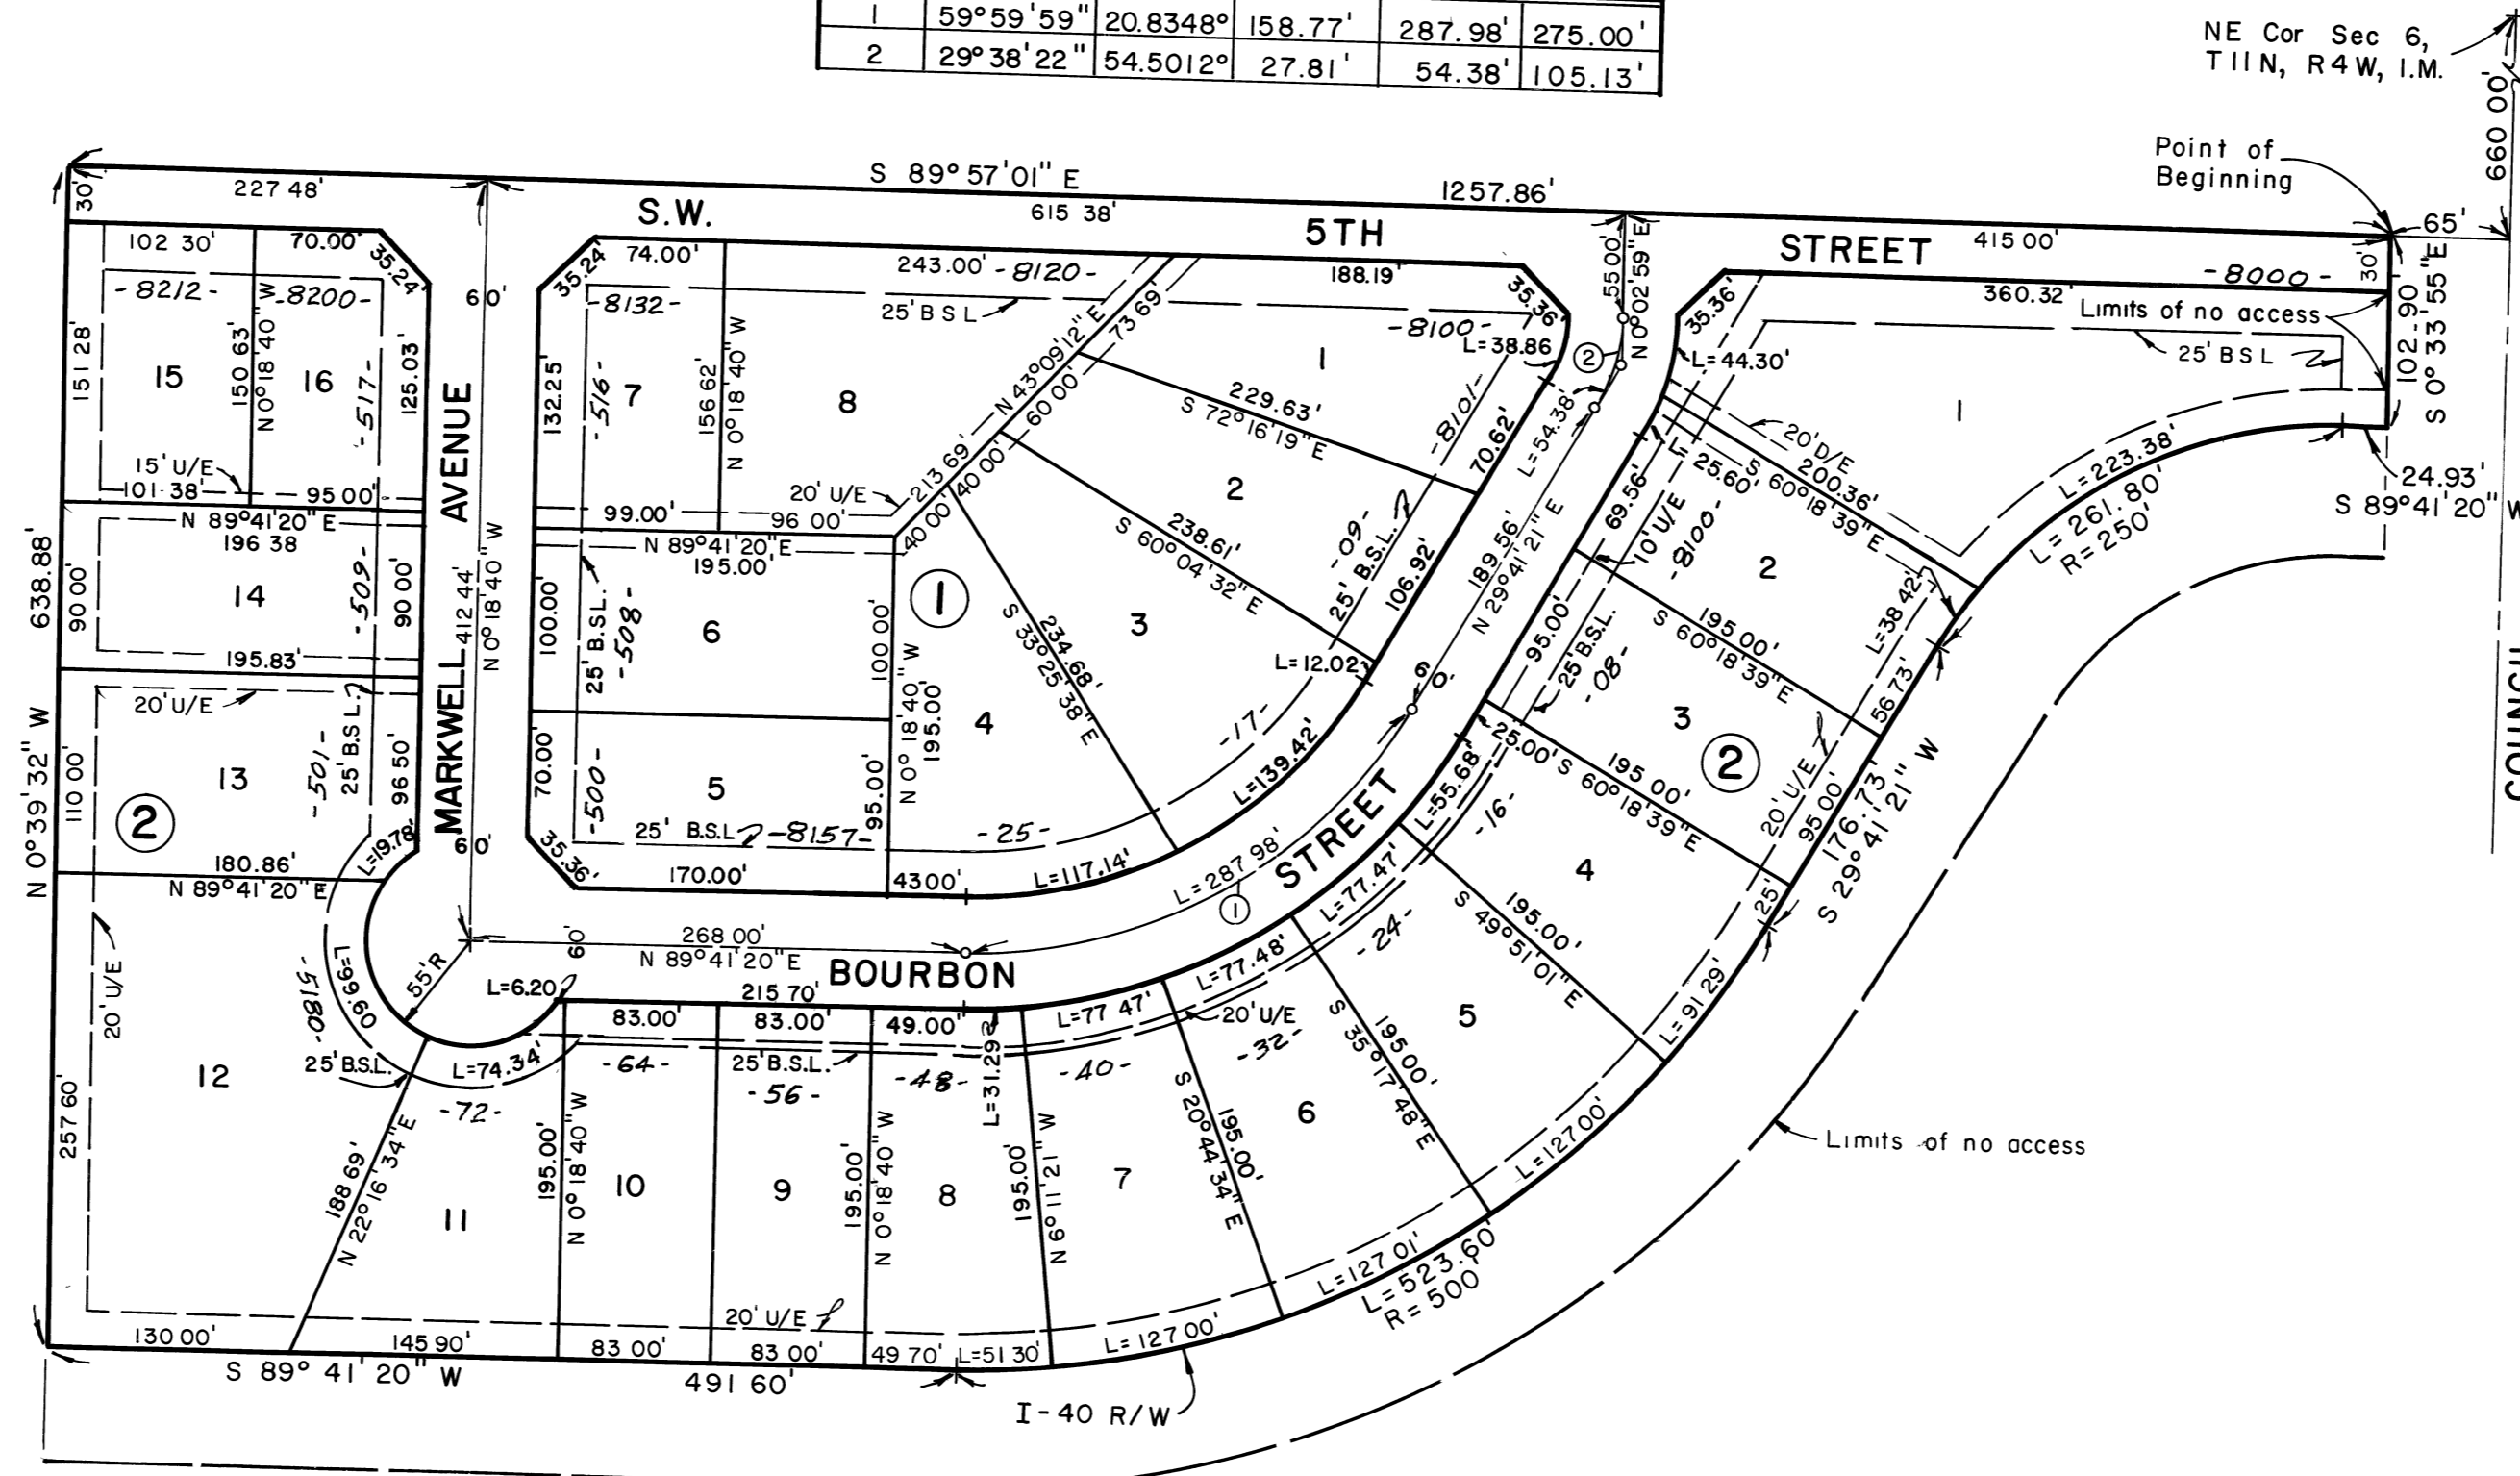 1 59°59'59" 20.8348° 158.77' 287.98' 275.00'
2 29°38'22" 54.5012° 27.81' 54.38' 105.13'
NE Cor Sec 6,
T11N, R4W, I.M.
660 00'
Point of
Beginning
65'
S 89°57'01" E 1257.86'
30'
227 48'
615 38'
415 00'
S.W. 5TH STREET
30'
102.90'
S 0°33'55" E
102 30'
70.00'
35.24'
-8212-
-8200-
151 28'
150 63'
N 0°18'40" W
-517-
125.03'
15
16
15' U/E
101.38'
95 00'
N 89°41'20" E
196 38
14
90 00'
-509-
90 00'
195.83'
20' U/E
25' B.S.L.
13
-501-
96 50'
110 00'
2
180.86'
L=19.78'
N 89°41'20" E
638.88'
N 0°39'32" W
MARKWELL AVENUE
60'
412 44'
N 0°18'40" W
60'
35.24'
74.00'
243.00'
-8120-
188.19'
35.36'
-8132-
25' B S L
132.25'
-516-
7
156 62'
N 0°18'40" W
8
N 43°09'12" E
213 69'
73 69'
60 00'
40 00'
40 00'
20' U/E
99.00'
96 00'
N 89°41'20" E
195.00'
100.00'
25' B.S.L.
-508-
6
100 00'
N 0°18'40" W
195.00'
1
70.00'
-500-
5
95.00'
25' B.S.L.
-8157-
35.36'
170.00'
43 00'
1
-8100-
L=38.86
229.63'
S 72°16'19" E
-8101-
70.62'
2
238.61'
S 60°04'32" E
-09-
25' B.S.L.
106.92'
3
L=12.02
234.68'
S 33°25'38" E
4
-17-
L=139.42'
-25-
L=117.14'
55.00'
N 0°02'59" E
2
L=54.38'
189.56'
N 29°41'21" E
60'
L=287 98'
1
268 00'
N 89°41'20" E
60'
BOURBON STREET
35.36'
L=44.30'
360.32'
-8000-
Limits of no access
25' BSL
1
20' D/E
200.36'
S 60°18'39" E
L=25.60'
69.56'
10' U/E
-8100-
2
L=38 42'
L=223.38'
L=261.80'
R=250'
24.93'
S 89°41'20" W
195.00'
S 60°18'39" E
95.00'
25' B.S.L.
-08-
3
2
56 73'
25.00'
195 00'
S 60°18'39" E
20' U/E
95 00'
176.73'
S 29°41'21" W
L=55.68'
-16-
4
25'
195.00'
S 49°51'01" E
L=77.47'
-24-
5
L=91 29'
L=77.48'
195 00'
S 35°17'48" E
-32-
6
L=127 00'
L=77 47'
20' U/E
195.00'
S 20°44'34" E
-40-
7
L=127 01'
L=523.60'
R=500'
55' R
L=99.60
-5180-
L=6.20
215 70'
20' U/E
12
25' B.S.L.
L=74.34'
-72-
257 60'
188 69'
N 22°16'34" E
11
83.00'
-64-
195.00'
N 0°18'40" W
10
83.00'
25' B.S.L.
-56-
9
49.00'
L=31.29
-48-
195.00'
N 0°18'40" W
8
195.00'
N 6°11'21" W
20' U/E
130 00'
145 90'
83 00'
83 00'
49 70'
L=51 30'
L=127 00'
S 89°41'20" W
491 60'
I-40 R/W
Limits of no access